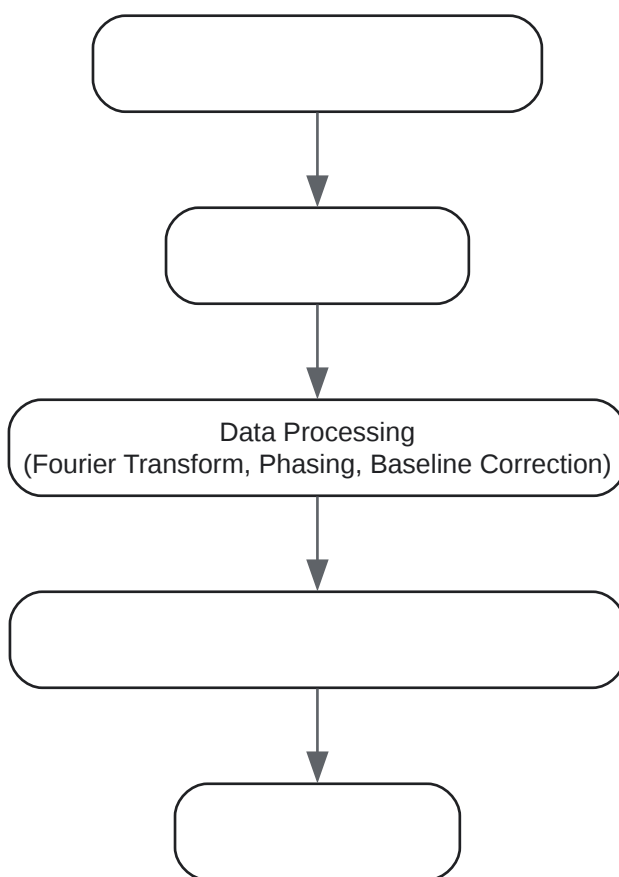 Data Processing
(Fourier Transform, Phasing, Baseline Correction)